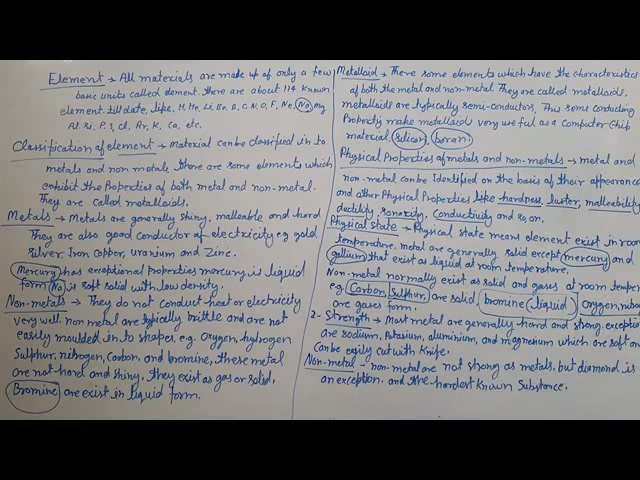 Element → All materials are make up of only a few
basic units called element. there are about 114 known
element till date, like, H, He, Li, Be, B, C, N, O, F, Ne, Na, mg
Al. si, P, S, cl, Ar, K, Ca, etc.
Classification of element → Material can be classified in to
metals and non metals. there are some elements which
exhibit the Properties of both metal and non-metal.
They are called metalloids.
Metals → Metals are generally shiny, malleable and hard
They are also good conductor of electricity eg gold
Silver, Iron Copper, uranium and Zinc.
Mercury has exceptional properties mercury is liquid
form Na is soft solid with low density.
Non-metals → They do not conduct heat or electricity
very well. non metal are typically brittle and are not
easily moulded in to shapes, e.g. Oxygen, hydrogen
Sulphur, nitrogen, Carbon, and bromine, These metal
are not hard and shiny. They exist as gas or solid,
Bromine are exist in liquid form.
Metalloid → There some elements which have the characteristics
of both the metal and non-metal They are called metalloids,
metalloids are typically semi-conductors, This semi conducting
Property make metalloid very useful as a Computer chip
material silicon, boran.
Physical Properties of metals and non-metals → metal and
non-metal can be Identified on the basis of their appearance
and other Physical Properties like hardness, luster, malleability
ductility, sonority, Conductivity and so on,
Physical State → Physical state means element exist in room
temperature, metal are generally solid except mercury and
gallium that exist as liquid at room temperature.
Non-metal normally exist as solid and gases at room temper
e.g. Carbon Sulphur, are solid bromine (liquid) oxygen,
are gases form.
2- Strength → Most metal are generally hard and strong, exception
are sodium, Potasium, aluminium, and magnesium which are soft and
Can be easily cut with Knife.
Non-metal - non-metal are not strong as metals, but diamond is
an exception, and the hardest known substance.